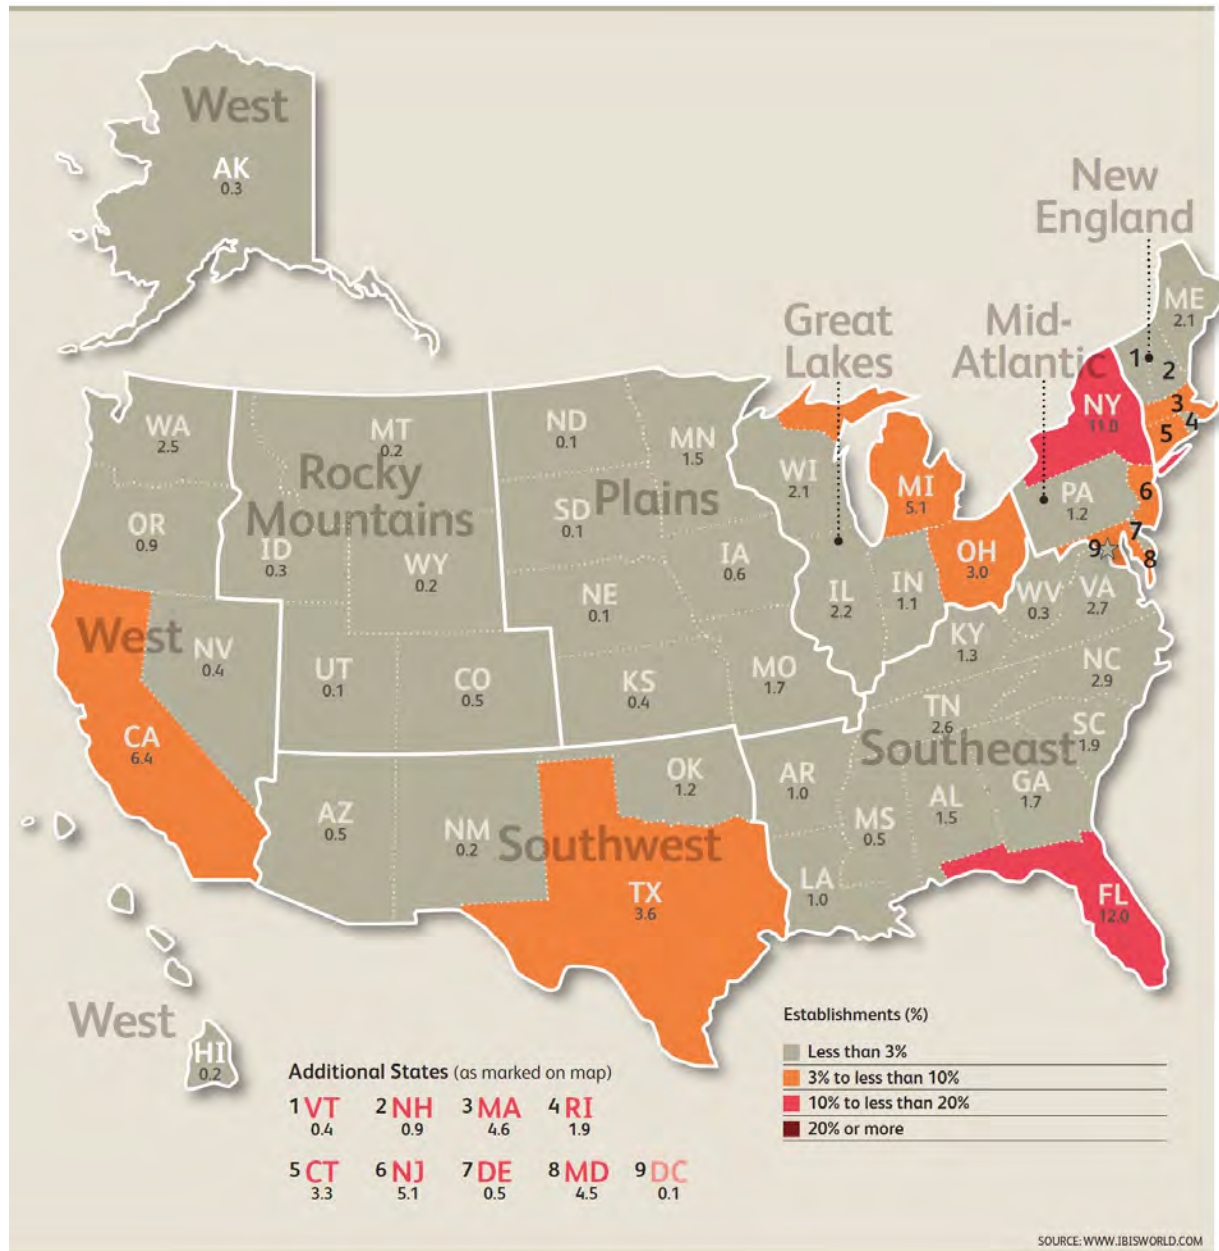 West
AK
0.3
New
England
Great
Lakes
Mid-
Atlantic
ME
2.1
1
2
3
4
5
6
7
8
9
NY
11.0
WA
2.5
MT
0.2
ND
0.1
MN
1.5
Rocky
Mountains
Plains
WI
2.1
MI
5.1
PA
1.2
OR
0.9
ID
0.3
WY
0.2
SD
0.1
IA
0.6
NE
0.1
IL
2.2
IN
1.1
OH
3.0
WV
0.3
VA
2.7
West
NV
0.4
UT
0.1
CO
0.5
KS
0.4
MO
1.7
KY
1.3
NC
2.9
TN
2.6
SC
1.9
Southeast
CA
6.4
AZ
0.5
NM
0.2
Southwest
OK
1.2
AR
1.0
MS
0.5
AL
1.5
GA
1.7
TX
3.6
LA
1.0
FL
12.0
West
HI
0.2
Additional States (as marked on map)
1 VT 2 NH 3 MA 4 RI
0.4 0.9 4.6 1.9
5 CT 6 NJ 7 DE 8 MD 9 DC
3.3 5.1 0.5 4.5 0.1
Establishments (%)
Less than 3%
3% to less than 10%
10% to less than 20%
20% or more
SOURCE: WWW.IBISWORLD.COM